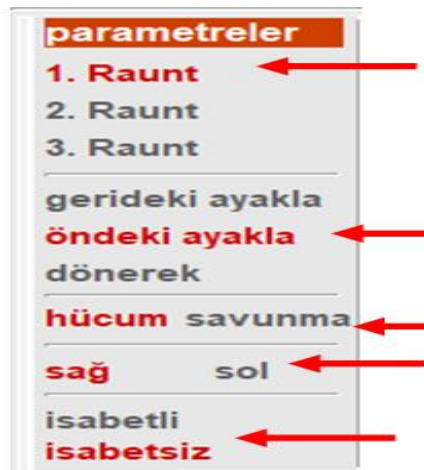 parametreler
1. Raunt
2. Raunt
3. Raunt
gerideki ayakla
öndeki ayakla
dönerek
hücum savunma
sağ sol
isabetli
isabetsiz